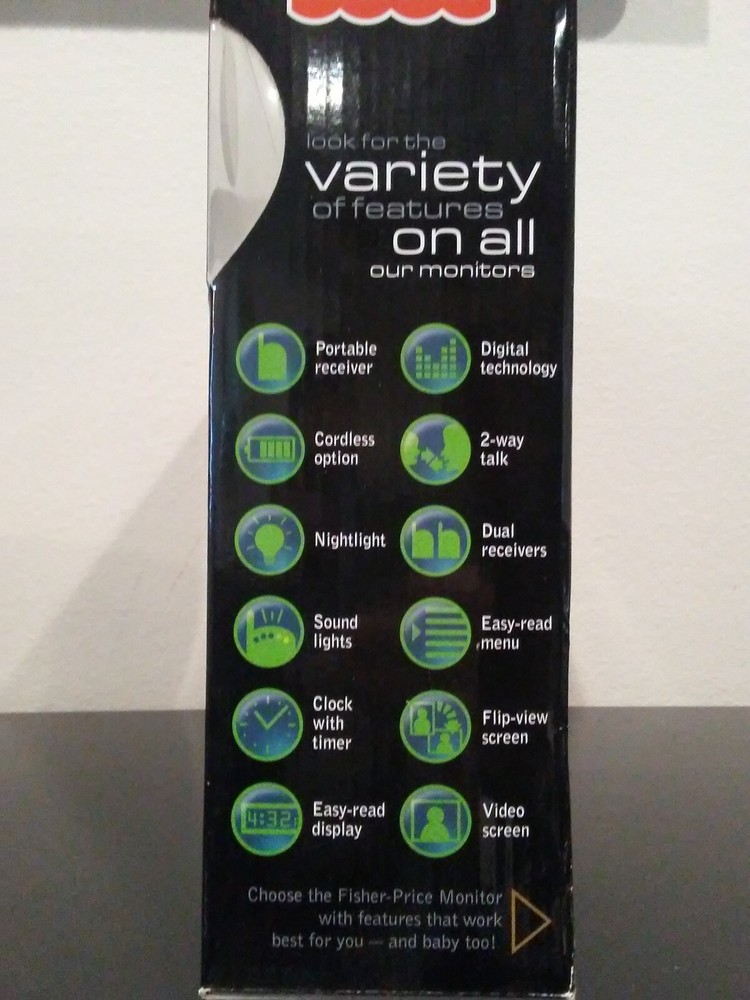 look for the
variety
of features
on all
our monitors
Portable
receiver
Digital
technology
Cordless
option
2-way
talk
Nightlight
Dual
receivers
Sound
lights
Easy-read
menu
Clock
with
timer
Flip-view
screen
4:32
Easy-read
display
Video
screen
Choose the Fisher-Price Monitor
with features that work
best for you — and baby too!